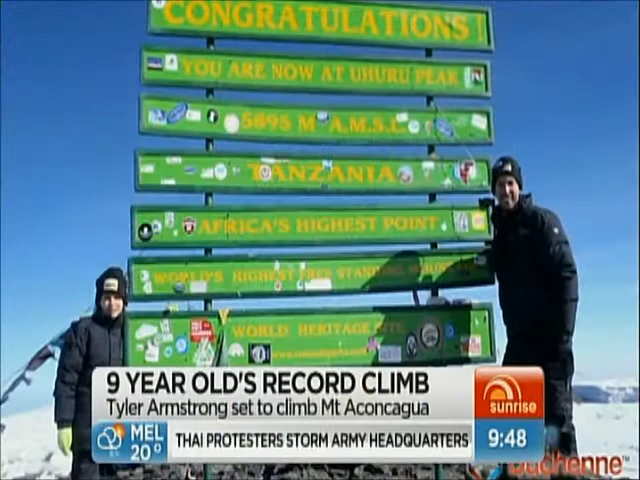 CONGRATULATIONS!
YOU ARE NOW AT UHURU PEAK
5895 M A.M.S.L.
TANZANIA
AFRICA'S HIGHEST POINT
WORLD'S HIGHEST FREE STANDING MOUNTAIN
WORLD HERITAGE SITE
9 YEAR OLD'S RECORD CLIMB
Tyler Armstrong set to climb Mt Aconcagua
sunrise
MEL
20°
THAI PROTESTERS STORM ARMY HEADQUARTERS
9:48
Duchenne